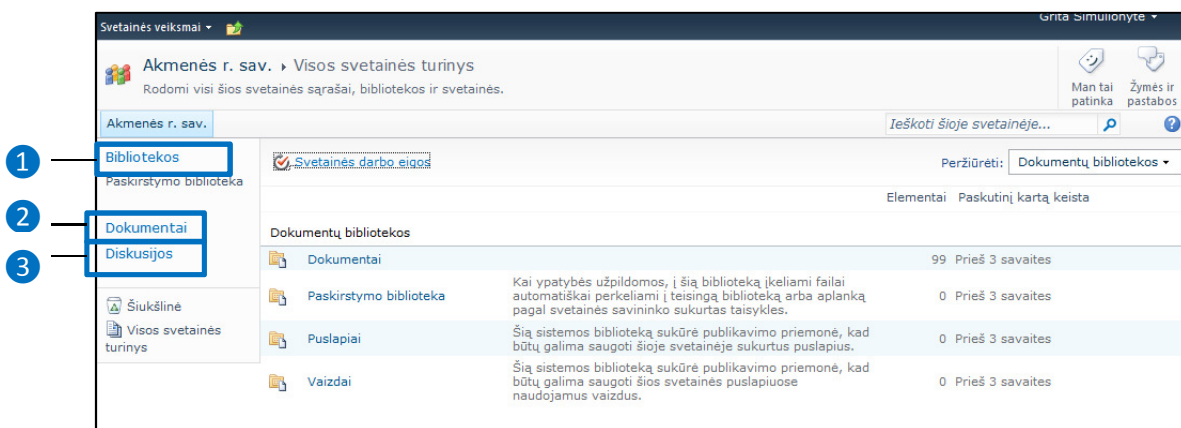 Svetainės veiksmai
Grita Simulionytė
Akmenės r. sav. ▸ Visos svetainės turinys
Rodomi visi šios svetainės sąrašai, bibliotekos ir svetainės.
Man tai patinka
Žymės ir pastabos
Akmenės r. sav.
Ieškoti šioje svetainėje...
1
Bibliotekos
Paskirstymo biblioteka
2
Dokumentai
3
Diskusijos
Šiukšlinė
Visos svetainės
turinys
Svetainės darbo eigos
Peržiūrėti: Dokumentų bibliotekos
Elementai Paskutinį kartą keista
Dokumentų bibliotekos
Dokumentai 99 Prieš 3 savaites
Kai ypatybės užpildomos, į šią biblioteką įkeliami failai
Paskirstymo biblioteka automatiškai perkeliami į teisingą biblioteką arba aplanką 0 Prieš 3 savaites
pagal svetainės savininko sukurtas taisykles.
Puslapiai Šią sistemos biblioteką sukūrė publikavimo priemonė, kad 0 Prieš 3 savaites
būtų galima saugoti šioje svetainėje sukurtus puslapius.
Šią sistemos biblioteką sukūrė publikavimo priemonė, kad
Vaizdai būtų galima saugoti šios svetainės puslapiuose 0 Prieš 3 savaites
naudojamus vaizdus.